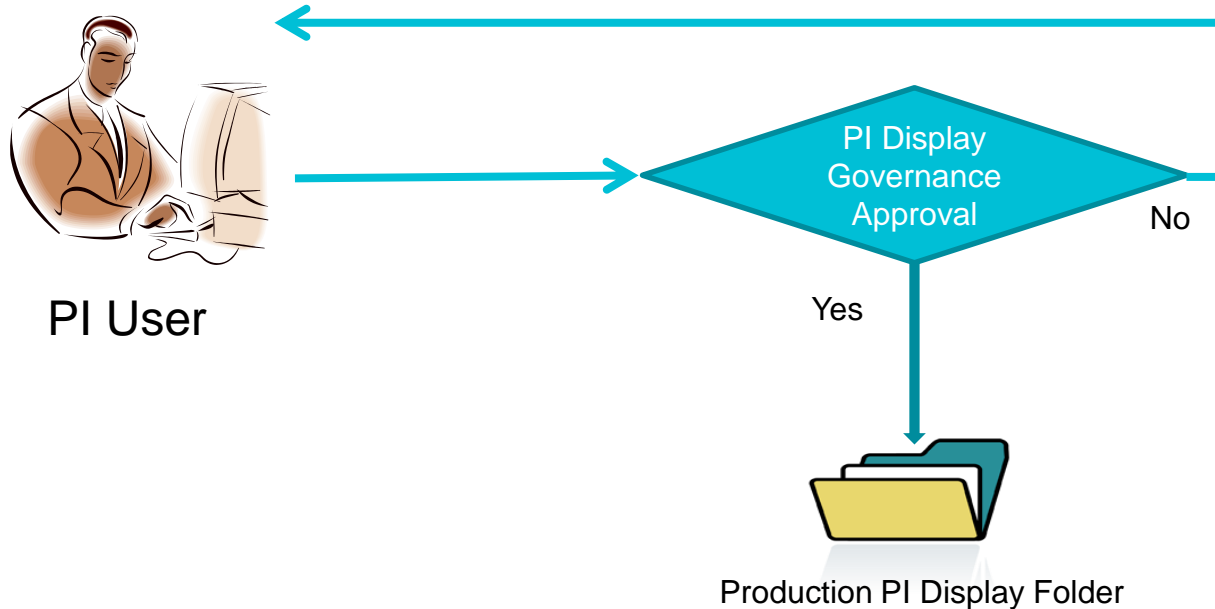 PI Display
Governance
Approval
No
PI User
Yes
Production PI Display Folder